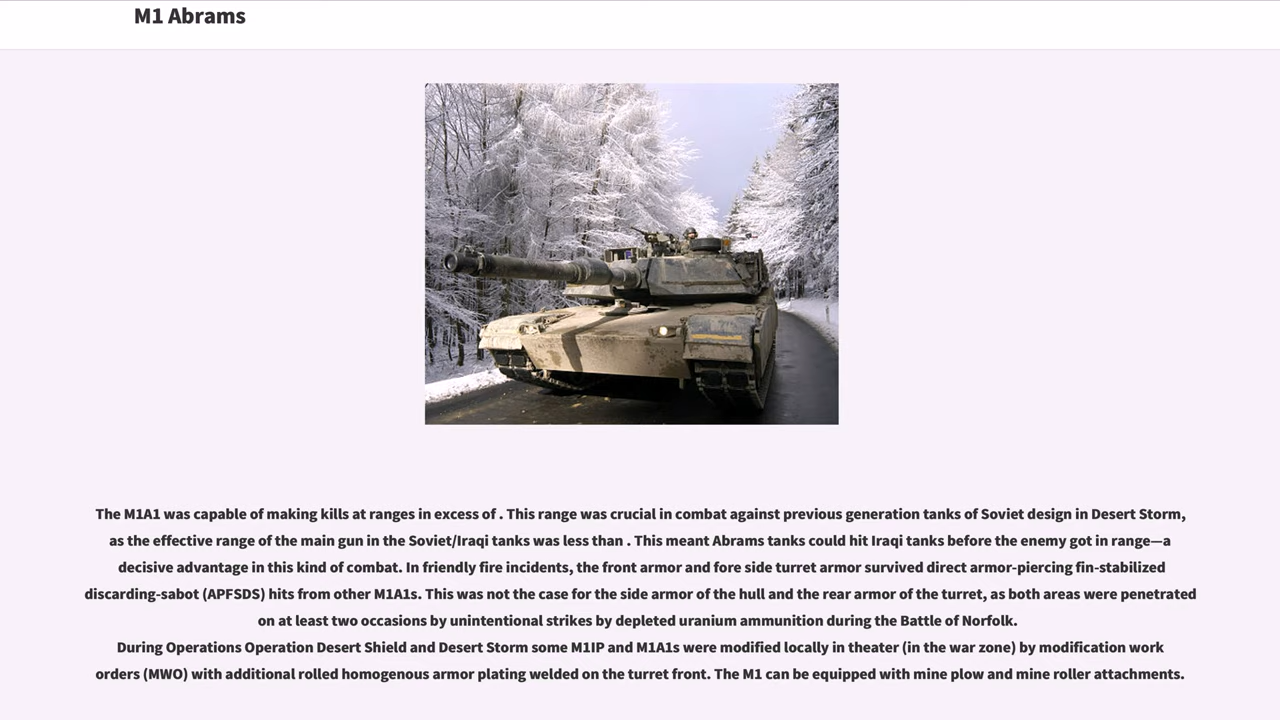 M1 Abrams
The M1A1 was capable of making kills at ranges in excess of . This range was crucial in combat against previous generation tanks of Soviet design in Desert Storm,
as the effective range of the main gun in the Soviet/Iraqi tanks was less than . This meant Abrams tanks could hit Iraqi tanks before the enemy got in range—a
decisive advantage in this kind of combat. In friendly fire incidents, the front armor and fore side turret armor survived direct armor-piercing fin-stabilized
discarding-sabot (APFSDS) hits from other M1A1s. This was not the case for the side armor of the hull and the rear armor of the turret, as both areas were penetrated
on at least two occasions by unintentional strikes by depleted uranium ammunition during the Battle of Norfolk.
During Operations Operation Desert Shield and Desert Storm some M1IP and M1A1s were modified locally in theater (in the war zone) by modification work
orders (MWO) with additional rolled homogenous armor plating welded on the turret front. The M1 can be equipped with mine plow and mine roller attachments.